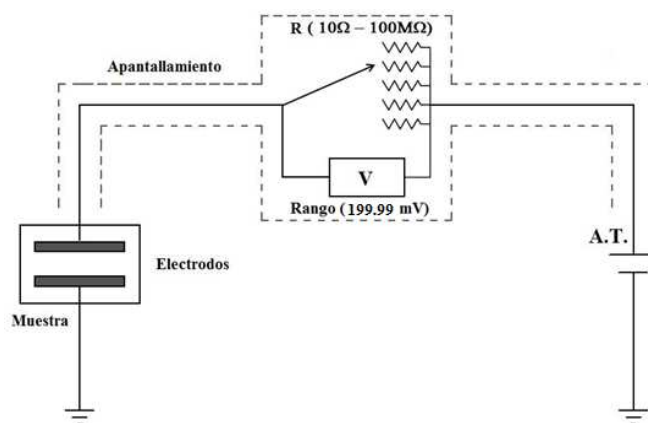 R ( 10Ω – 100MΩ)
Apantallamiento
V
Rango (199.99 mV)
A.T.
Electrodos
Muestra